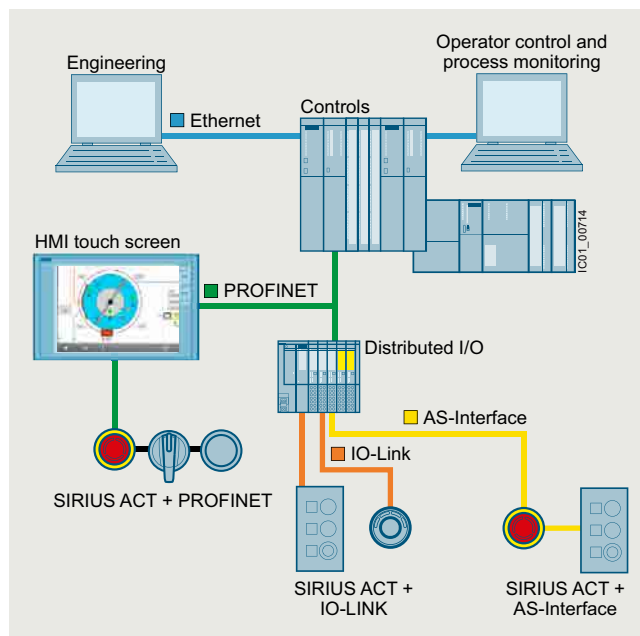 Engineering
Operator control and
process monitoring
Ethernet
Controls
IC01_00714
HMI touch screen
PROFINET
Distributed I/O
AS-Interface
IO-Link
SIRIUS ACT + PROFINET
SIRIUS ACT +
IO-LINK
SIRIUS ACT +
AS-Interface